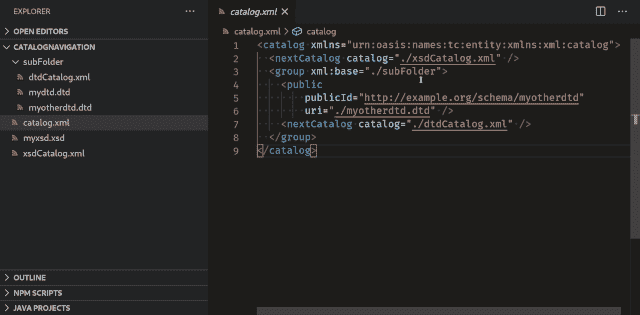 EXPLORER
OPEN EDITORS
CATALOGNAVIGATION
subFolder
dtdCatalog.xml
mydtd.dtd
myotherdtd.dtd
catalog.xml
myxsd.xsd
xsdCatalog.xml
OUTLINE
NPM SCRIPTS
JAVA PROJECTS
catalog.xml
catalog.xml > catalog
1 <catalog xmlns="urn:oasis:names:tc:entity:xmlns:xml:catalog">
2 <nextCatalog catalog="./xsdCatalog.xml" />
3 <group xml:base="./subFolder">
4 <public
5 publicId="http://example.org/schema/myotherdtd"
6 uri="./myotherdtd.dtd" />
7 <nextCatalog catalog="./dtdCatalog.xml" />
8 </group>
9 </catalog>